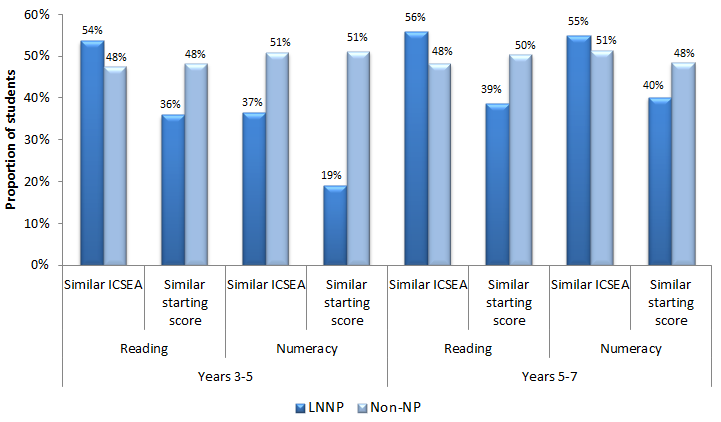 60%
50%
40%
30%
20%
10%
0%
Proportion of students
54%
48%
36%
48%
37%
51%
19%
51%
56%
48%
39%
50%
55%
51%
40%
48%
Similar ICSEA
Similar
starting
score
Similar ICSEA
Similar
starting
score
Similar ICSEA
Similar
starting
score
Similar ICSEA
Similar
starting
score
Reading
Numeracy
Reading
Numeracy
Years 3-5
Years 5-7
LNNP
Non-NP